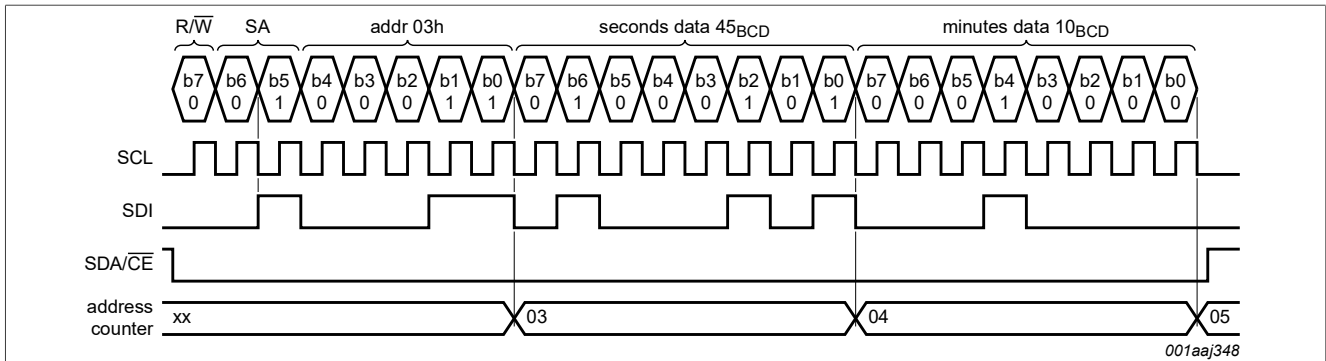 R/W SA addr 03h seconds data 45BCD minutes data 10BCD
b7 b6 b5 b4 b3 b2 b1 b0 b7 b6 b5 b4 b3 b2 b1 b0 b7 b6 b5 b4 b3 b2 b1 b0
0 0 1 0 0 0 1 1 0 1 0 0 0 1 0 1 0 0 0 1 0 0 0 0
SCL
SDI
SDA/CE
address
counter
xx 03 04 05
001aaj348